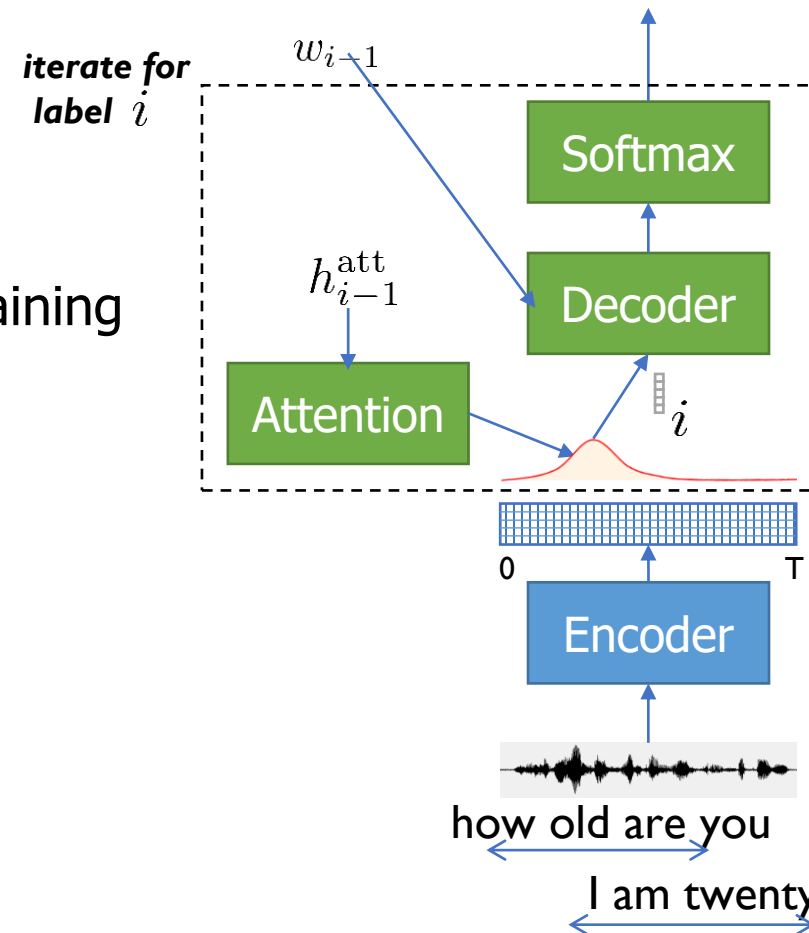 iterate for
label i
w_{i-1}
Softmax
h_{i-1}^{att}
aining
Decoder
Attention
i
0 T
Encoder
how old are you
I am twenty